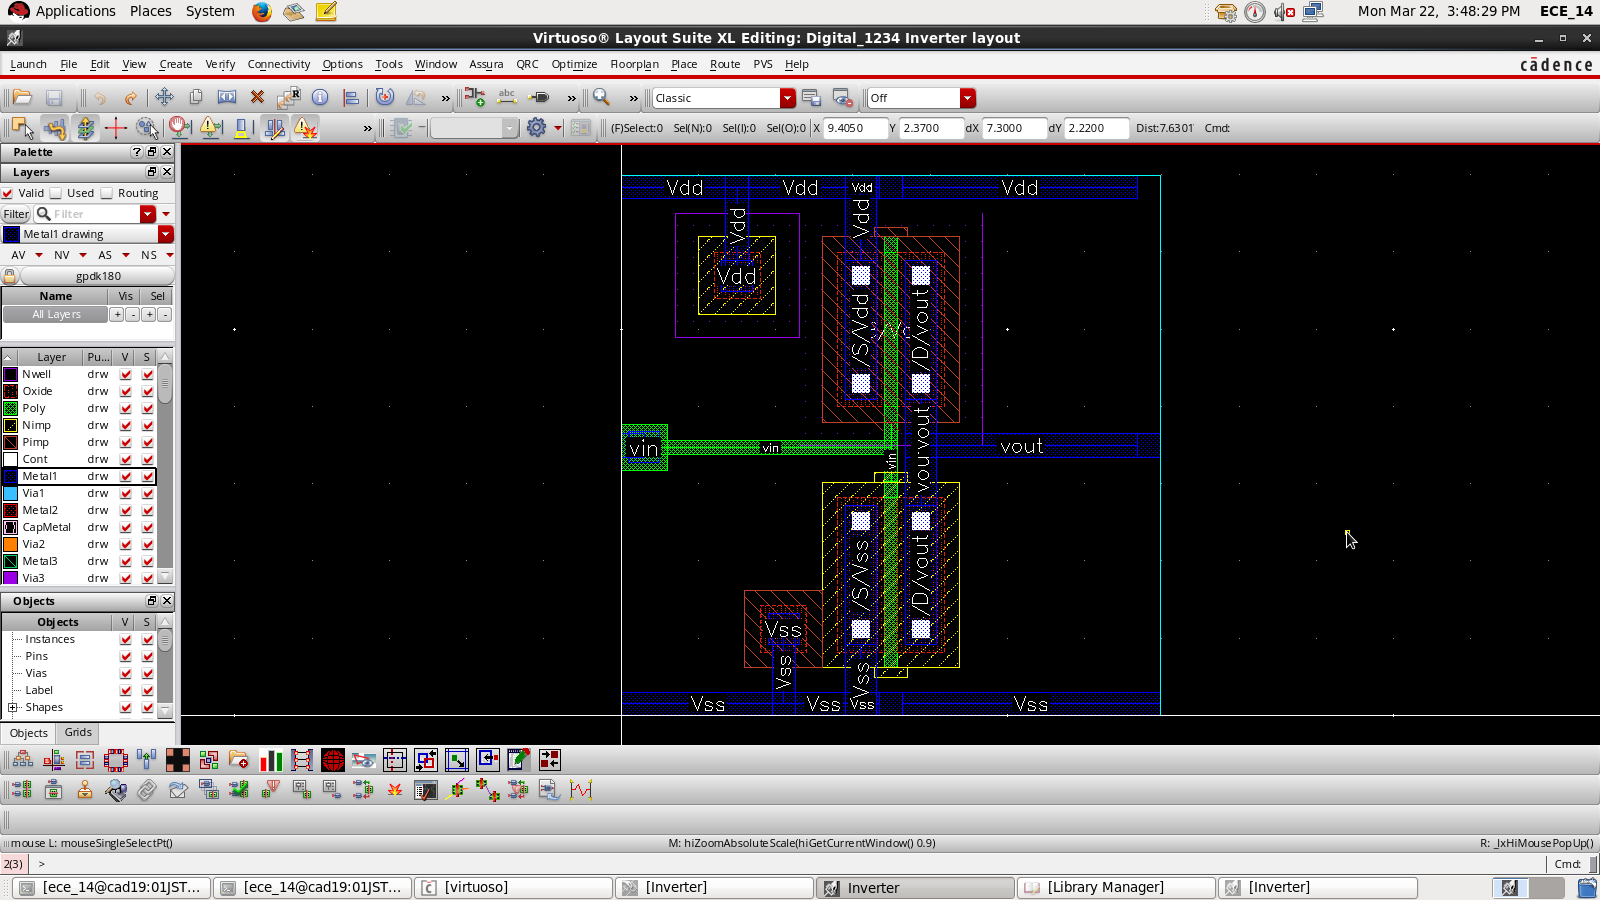 Applications Places System
Mon Mar 22, 3:48:29 PM ECE_14
Virtuoso® Layout Suite XL Editing: Digital_1234 Inverter layout
Launch File Edit View Create Verify Connectivity Options Tools Window Assura QRC Optimize Floorplan Place Route PVS Help cādence
» abc » » Classic Off
» (F)Select:0 Sel(N):0 Sel(I):0 Sel(O):0 X 9.4050 Y 2.3700 dX 7.3000 dY 2.2200 Dist:7.6301 Cmd:
Palette
Layers
Valid Used Routing
Filter Filter
Metal1 drawing
AV NV AS NS
gpdk180
Name Vis Sel
All Layers + - + -
Layer Pu... V S
Nwell drw
Oxide drw
Poly drw
Nimp drw
Pimp drw
Cont drw
Metal1 drw
Via1 drw
Metal2 drw
CapMetal drw
Via2 drw
Metal3 drw
Via3 drw
Objects
Objects V S
Instances
Pins
Vias
Label
Shapes
Objects Grids
Vdd Vdd Vdd Vdd
Vdd Vdd
Vdd
/S/Vdd /D/vout
vin vin vin vout vout
/S/Vss /D/vout
Vss
Vss Vss
Vss Vss Vss Vss
mouse L: mouseSingleSelectPt() M: hiZoomAbsoluteScale(hiGetCurrentWindow() 0.9) R: _lxHiMousePopUp()
2(3) > Cmd:
[ece_14@cad19:01JST... [ece_14@cad19:01JST... [virtuoso] [Inverter] Inverter [Library Manager] [Inverter]